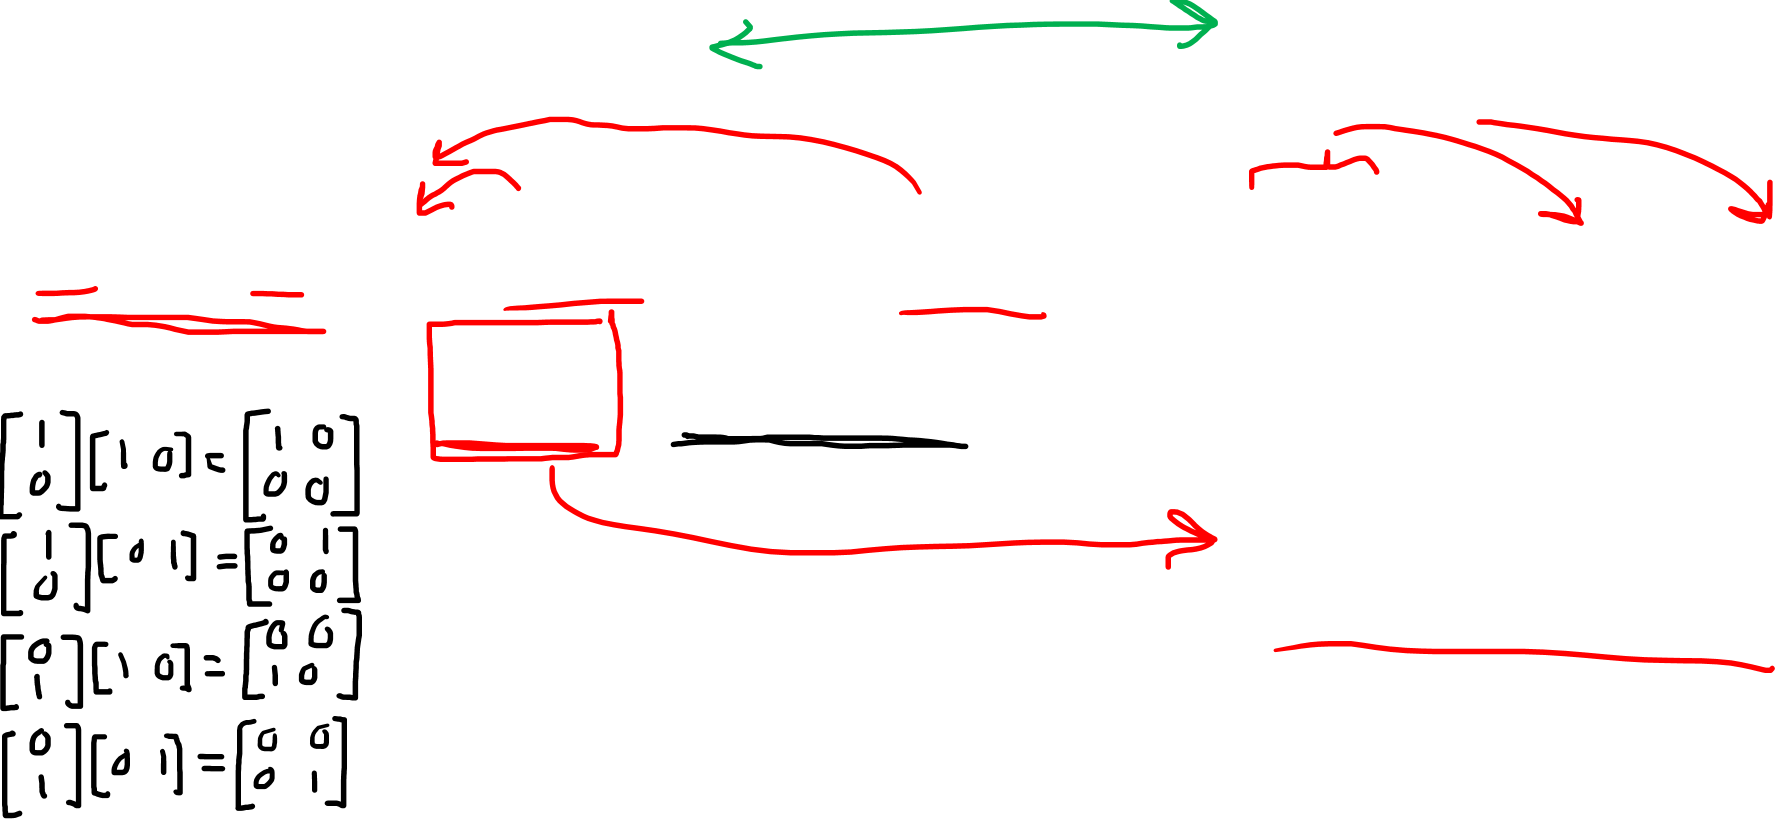 [1 0] [1 0] = [1 0 0 0]
[1 0] [0 1] = [0 1 0 0]
[0 1] [1 0] = [0 0 1 0]
[0 1] [0 1] = [0 0 0 1]